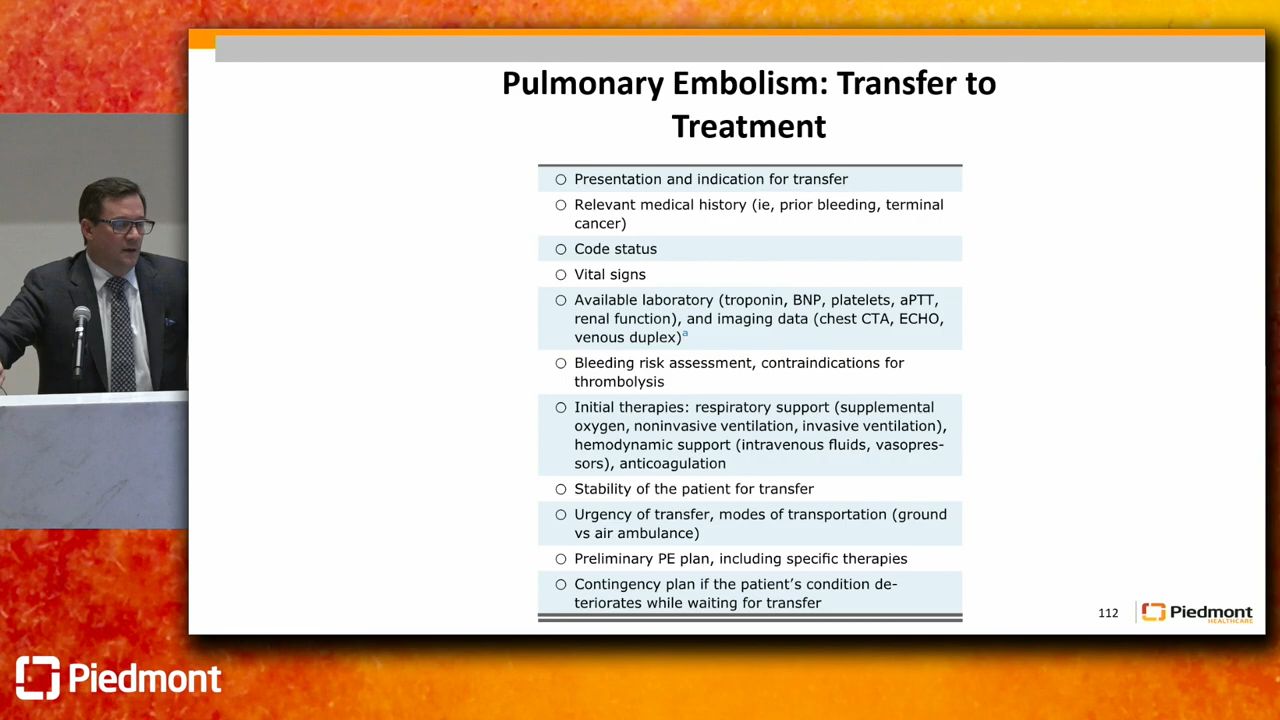 Pulmonary Embolism: Transfer to
Treatment
○ Presentation and indication for transfer
○ Relevant medical history (ie, prior bleeding, terminal
cancer)
○ Code status
○ Vital signs
○ Available laboratory (troponin, BNP, platelets, aPTT,
renal function), and imaging data (chest CTA, ECHO,
venous duplex)a
○ Bleeding risk assessment, contraindications for
thrombolysis
○ Initial therapies: respiratory support (supplemental
oxygen, noninvasive ventilation, invasive ventilation),
hemodynamic support (intravenous fluids, vasopres-
sors), anticoagulation
○ Stability of the patient for transfer
○ Urgency of transfer, modes of transportation (ground
vs air ambulance)
○ Preliminary PE plan, including specific therapies
○ Contingency plan if the patient's condition de-
teriorates while waiting for transfer
112
Piedmont
HEALTHCARE
Piedmont